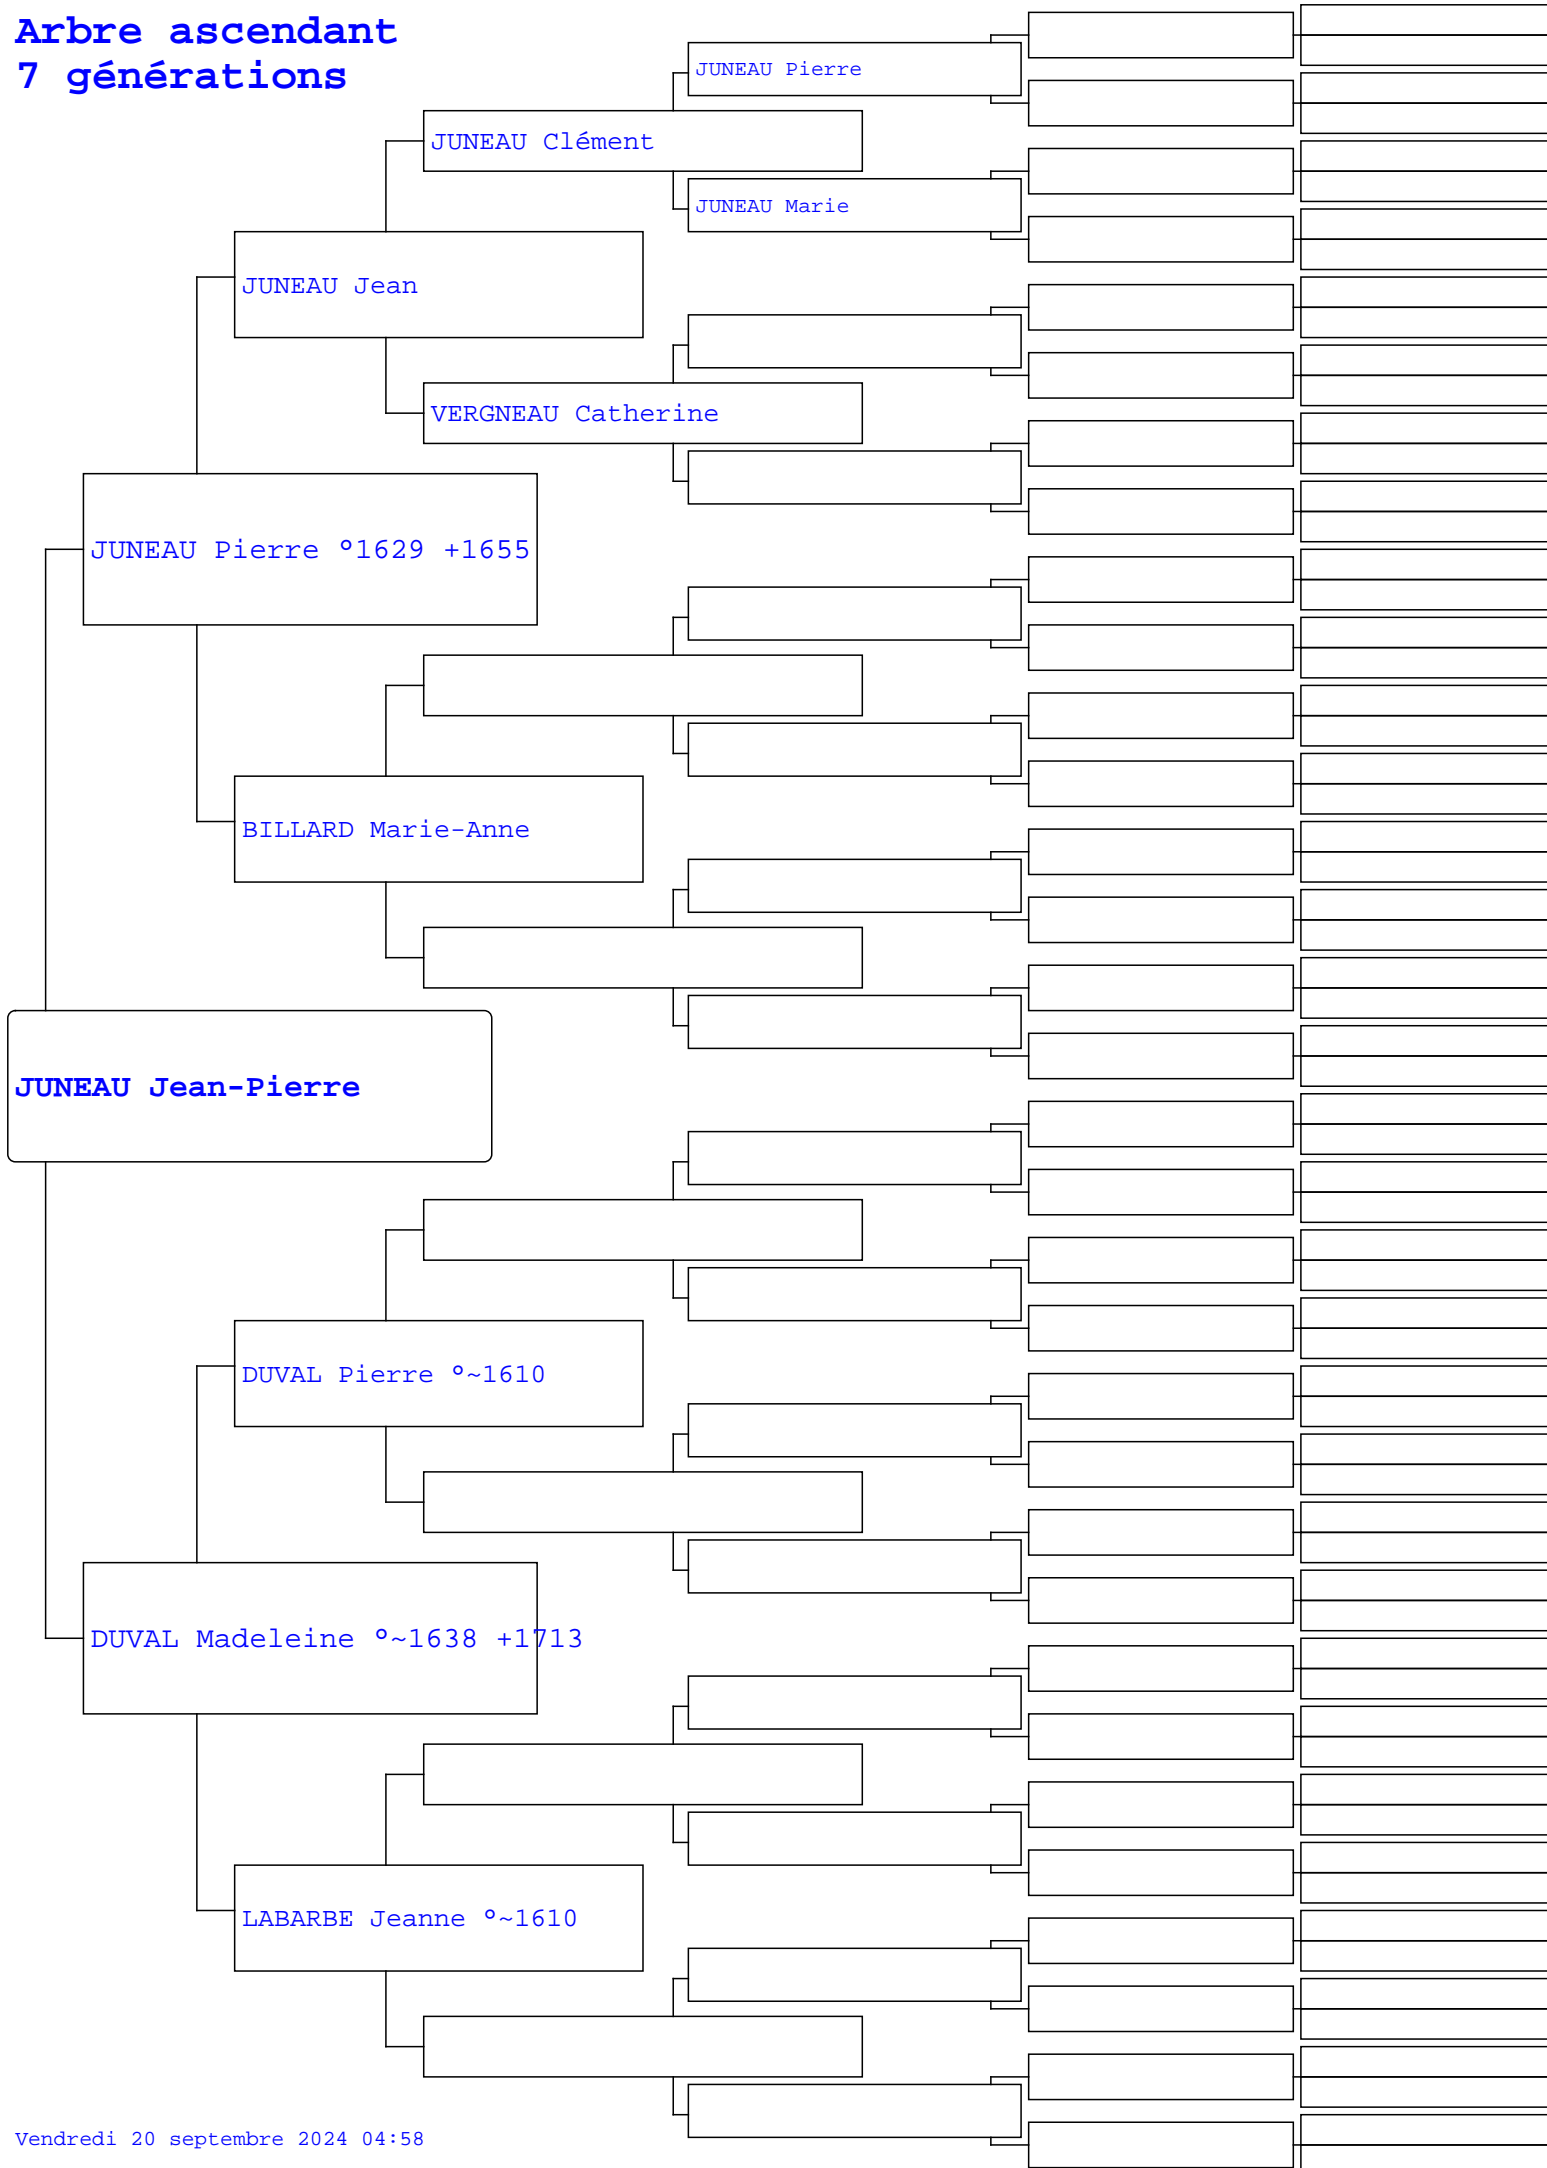 Arbre ascendant
7 générations
JUNEAU Pierre
JUNEAU Clément
JUNEAU Marie
JUNEAU Jean
VERGNEAU Catherine
JUNEAU Pierre °1629 +1655
BILLARD Marie-Anne
JUNEAU Jean-Pierre
DUVAL Pierre °~1610
DUVAL Madeleine °~1638 +1713
LABARBE Jeanne °~1610
Vendredi 20 septembre 2024 04:58